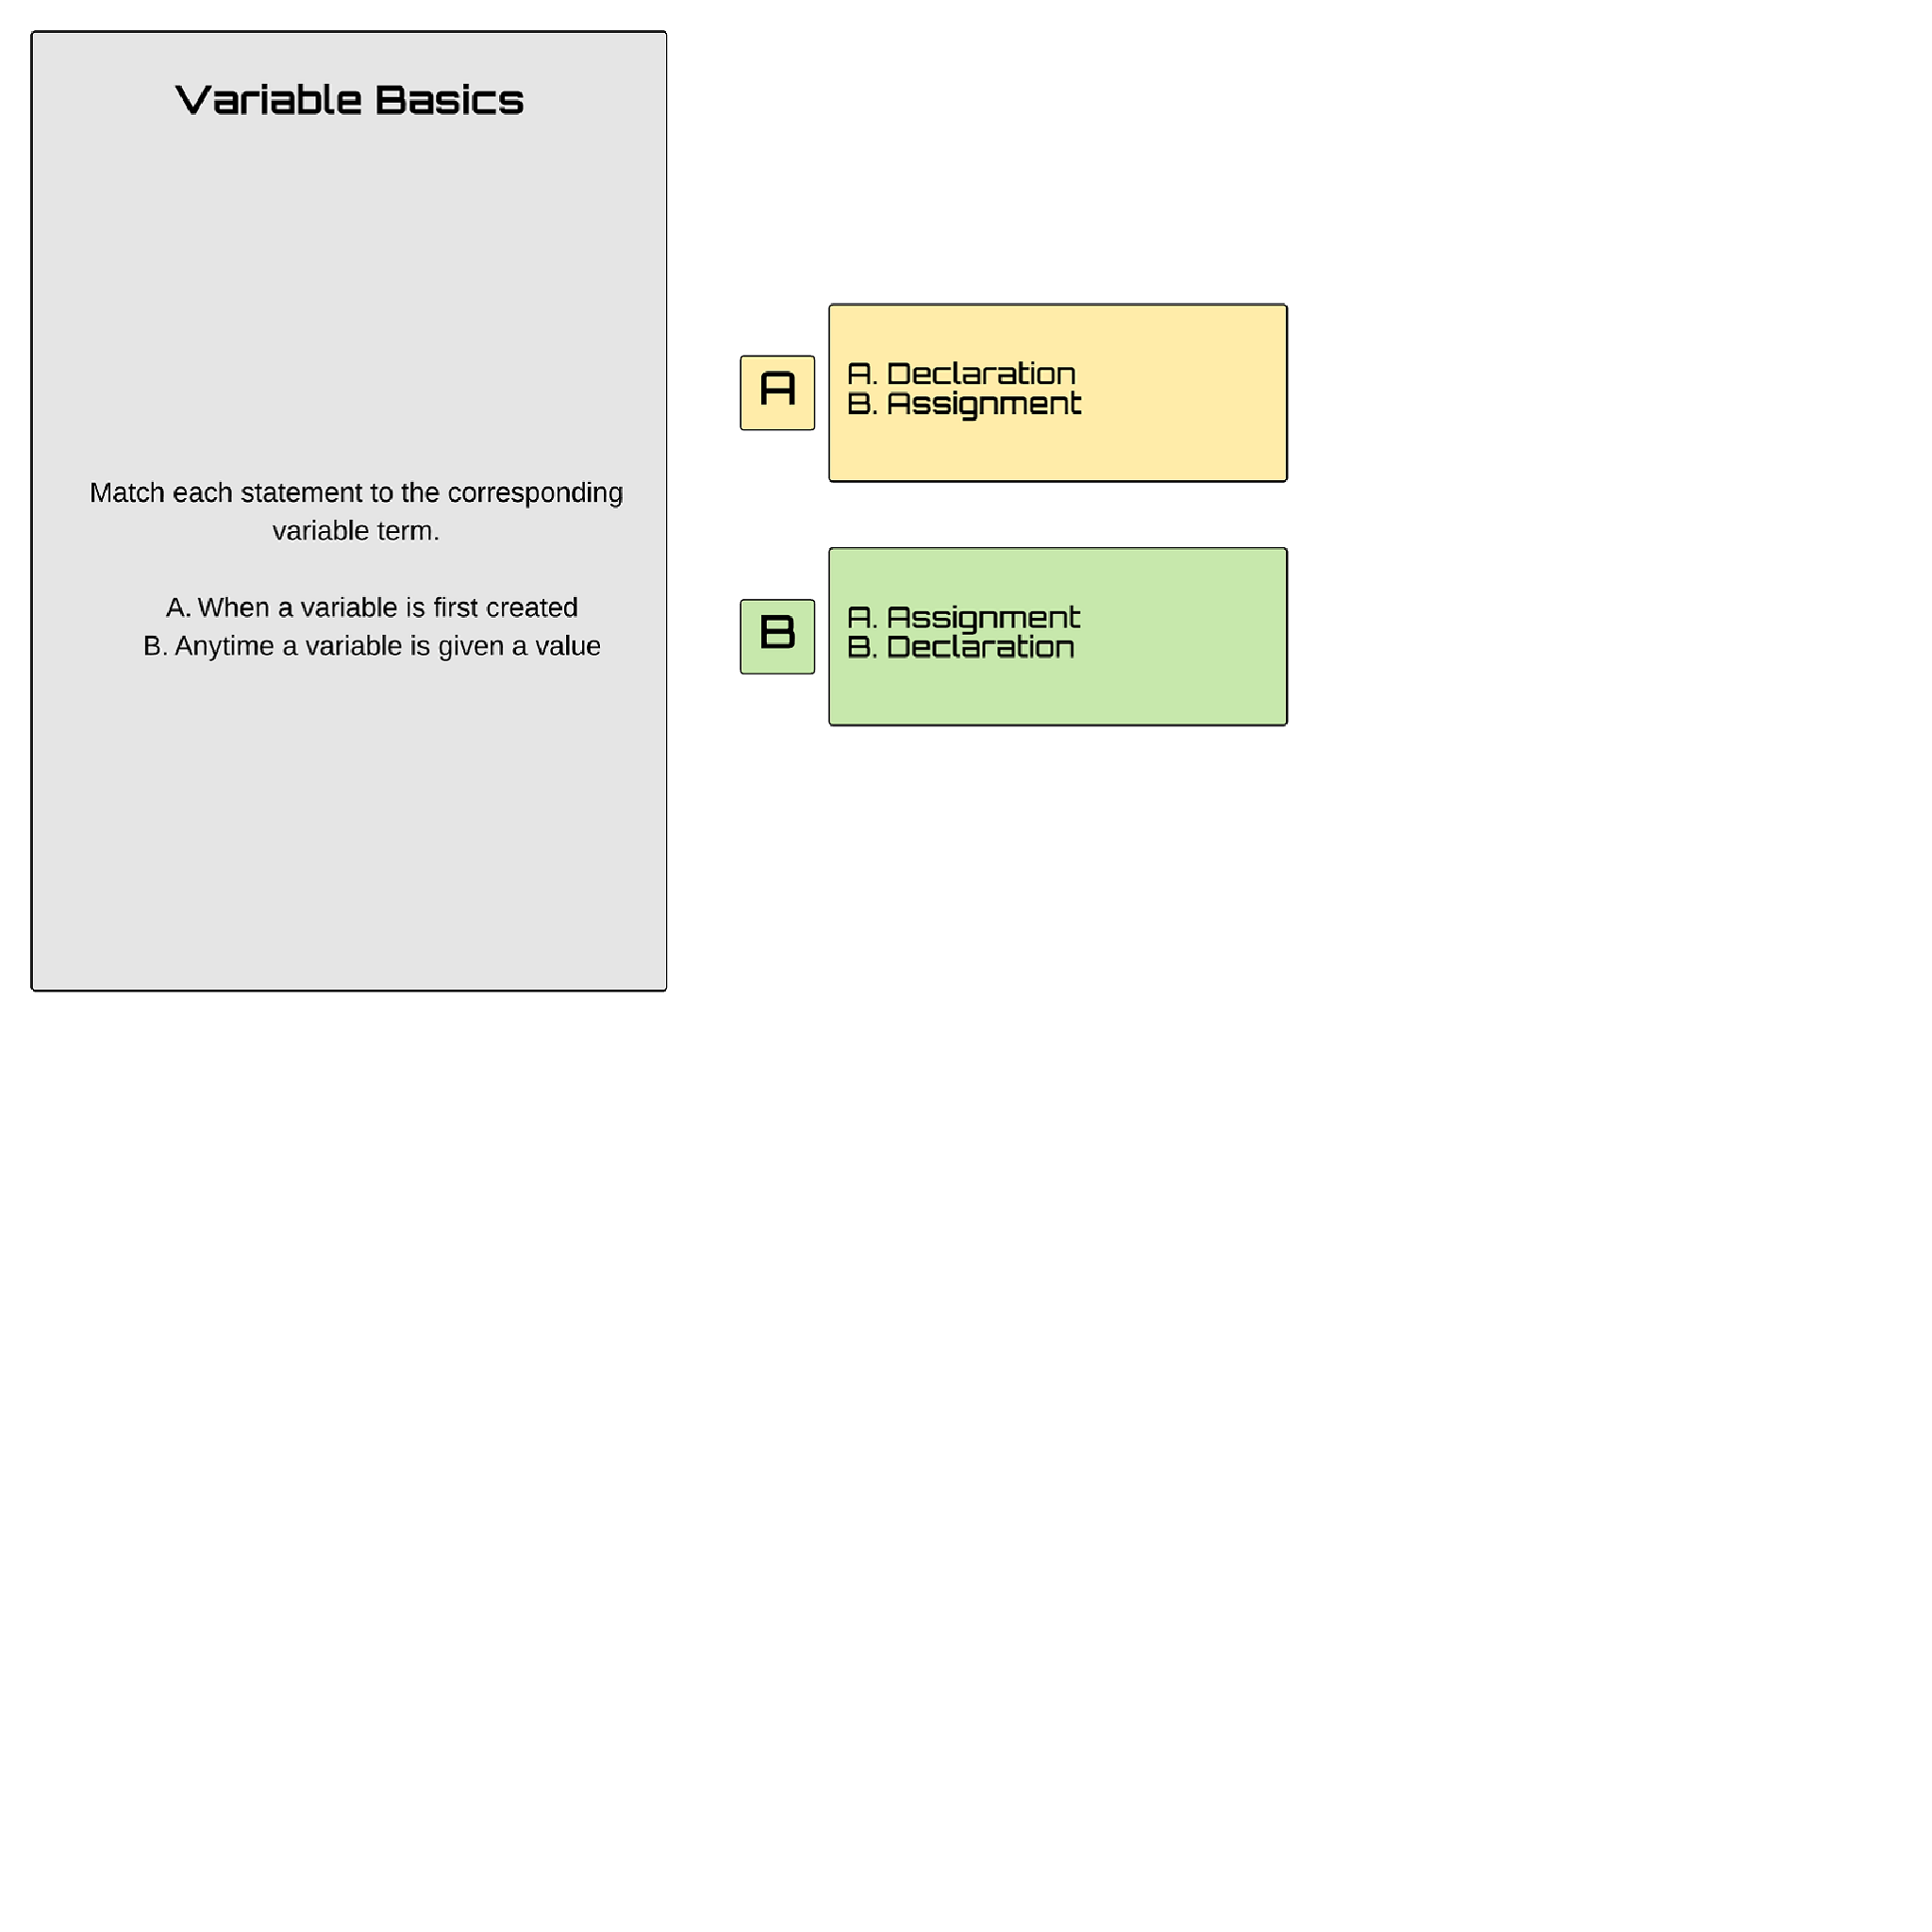 Variable Basics
Match each statement to the corresponding
variable term.
A. When a variable is first created
B. Anytime a variable is given a value
A
A. Declaration
B. Assignment
B
A. Assignment
B. Declaration